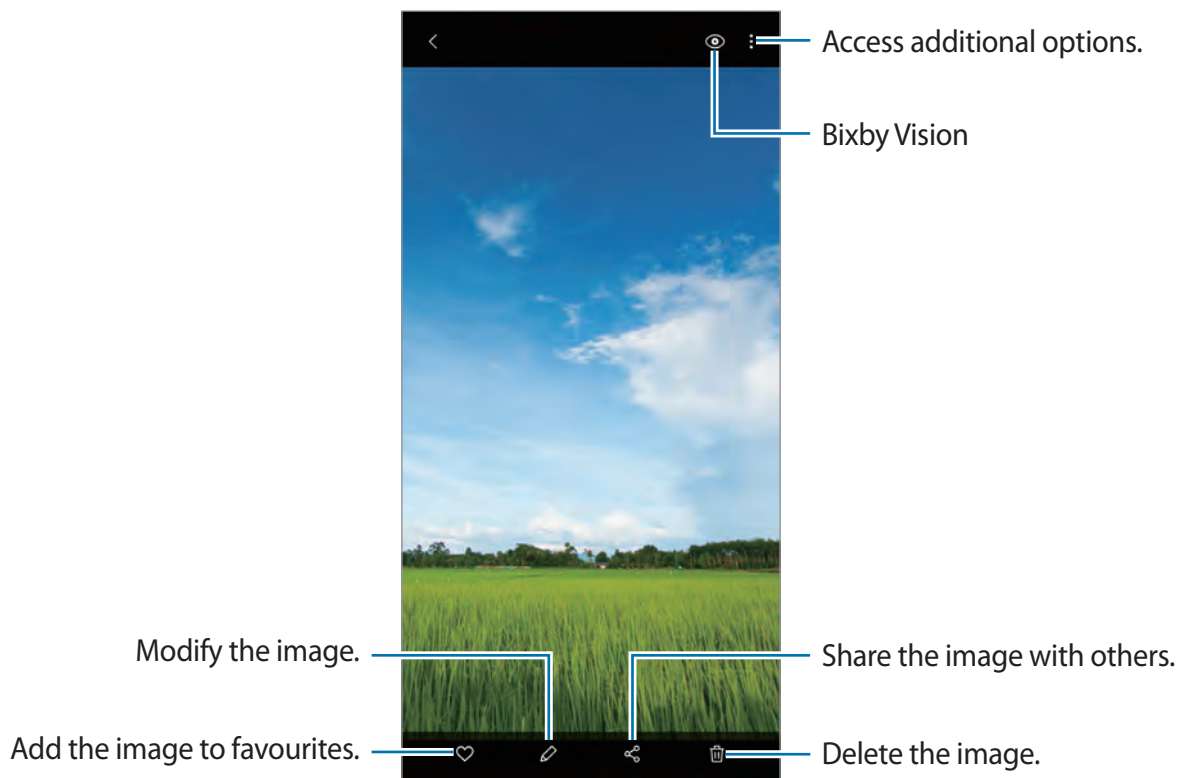 Access additional options.
Bixby Vision
Modify the image.
Share the image with others.
Add the image to favourites.
Delete the image.